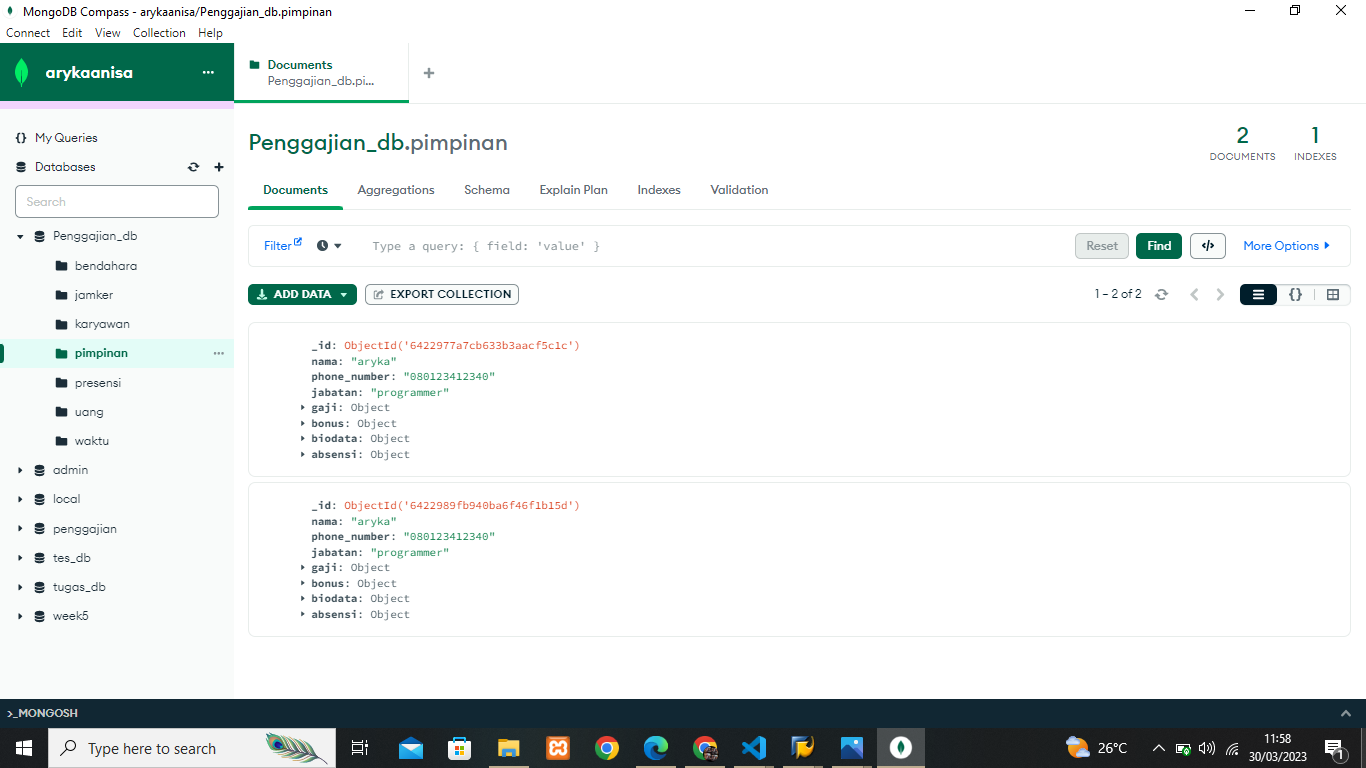 MongoDB Compass - arykaanisa/Penggajian_db.pimpinan
Connect Edit View Collection Help
arykaanisa
Documents
Penggajian_db.pi...
My Queries
Databases
Search
Penggajian_db
bendahara
jamker
karyawan
pimpinan
presensi
uang
waktu
admin
local
penggajian
tes_db
tugas_db
week5
Penggajian_db.pimpinan
2
DOCUMENTS
1
INDEXES
Documents Aggregations Schema Explain Plan Indexes Validation
Filter Type a query: { field: 'value' } Reset Find </> More Options
ADD DATA EXPORT COLLECTION 1 – 2 of 2 {}
_id: ObjectId('6422977a7cb633b3aacf5c1c')
nama: "aryka"
phone_number: "080123412340"
jabatan: "programmer"
gaji: Object
bonus: Object
biodata: Object
absensi: Object
_id: ObjectId('6422989fb940ba6f46f1b15d')
nama: "aryka"
phone_number: "080123412340"
jabatan: "programmer"
gaji: Object
bonus: Object
biodata: Object
absensi: Object
>_MONGOSH
Type here to search
26°C
11:58
30/03/2023
1